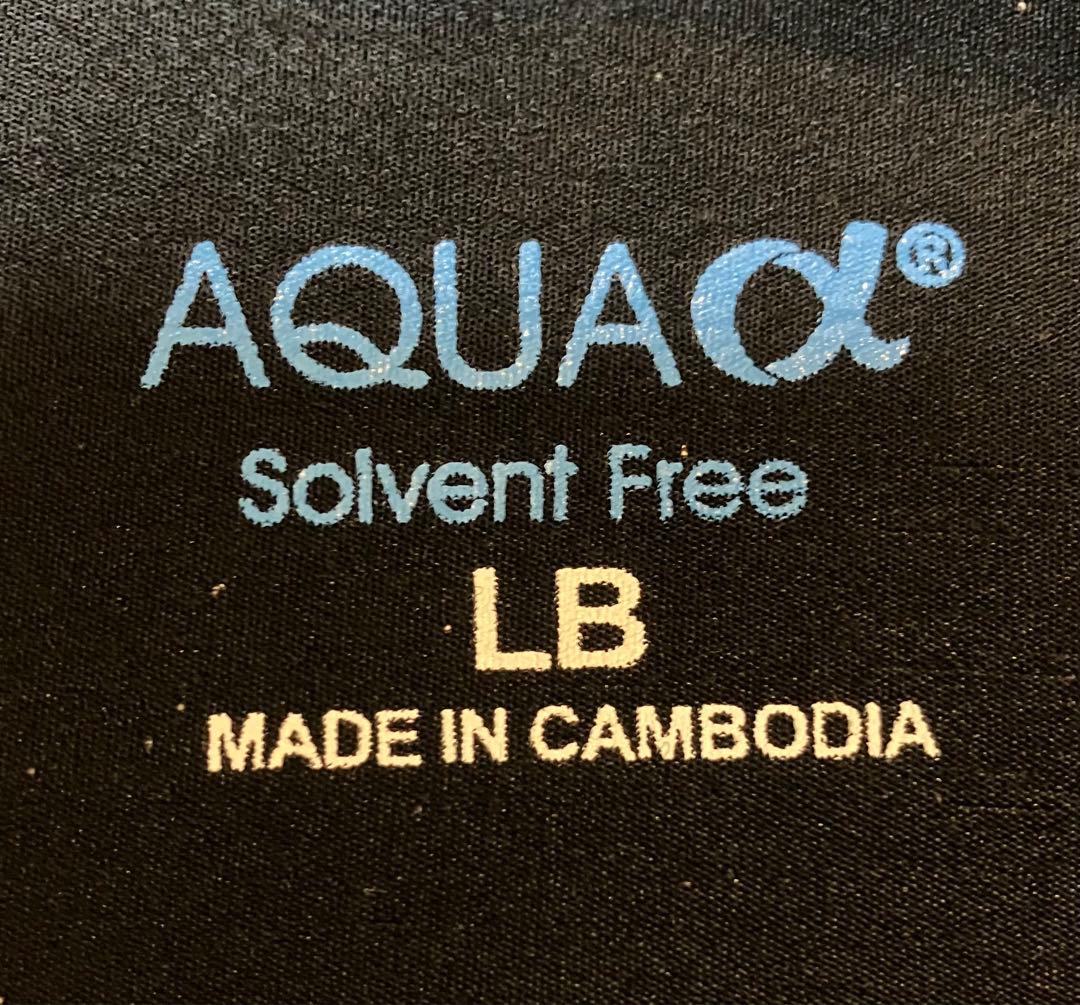 AQUAα®
Solvent Free
LB
MADE IN CAMBODIA